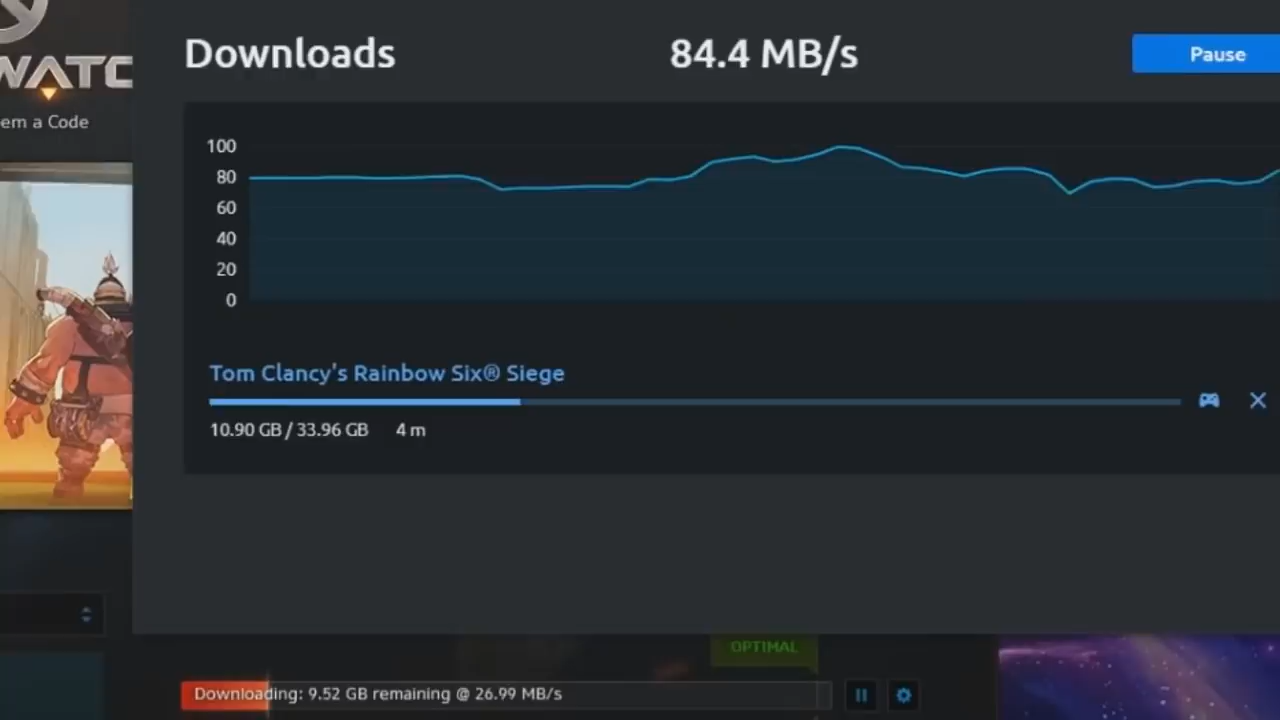 Downloads
84.4 MB/s
Pause
WATC
em a Code
100
80
60
40
20
0
Tom Clancy's Rainbow Six® Siege
10.90 GB / 33.96 GB 4 m
OPTIMAL
Downloading: 9.52 GB remaining @ 26.99 MB/s